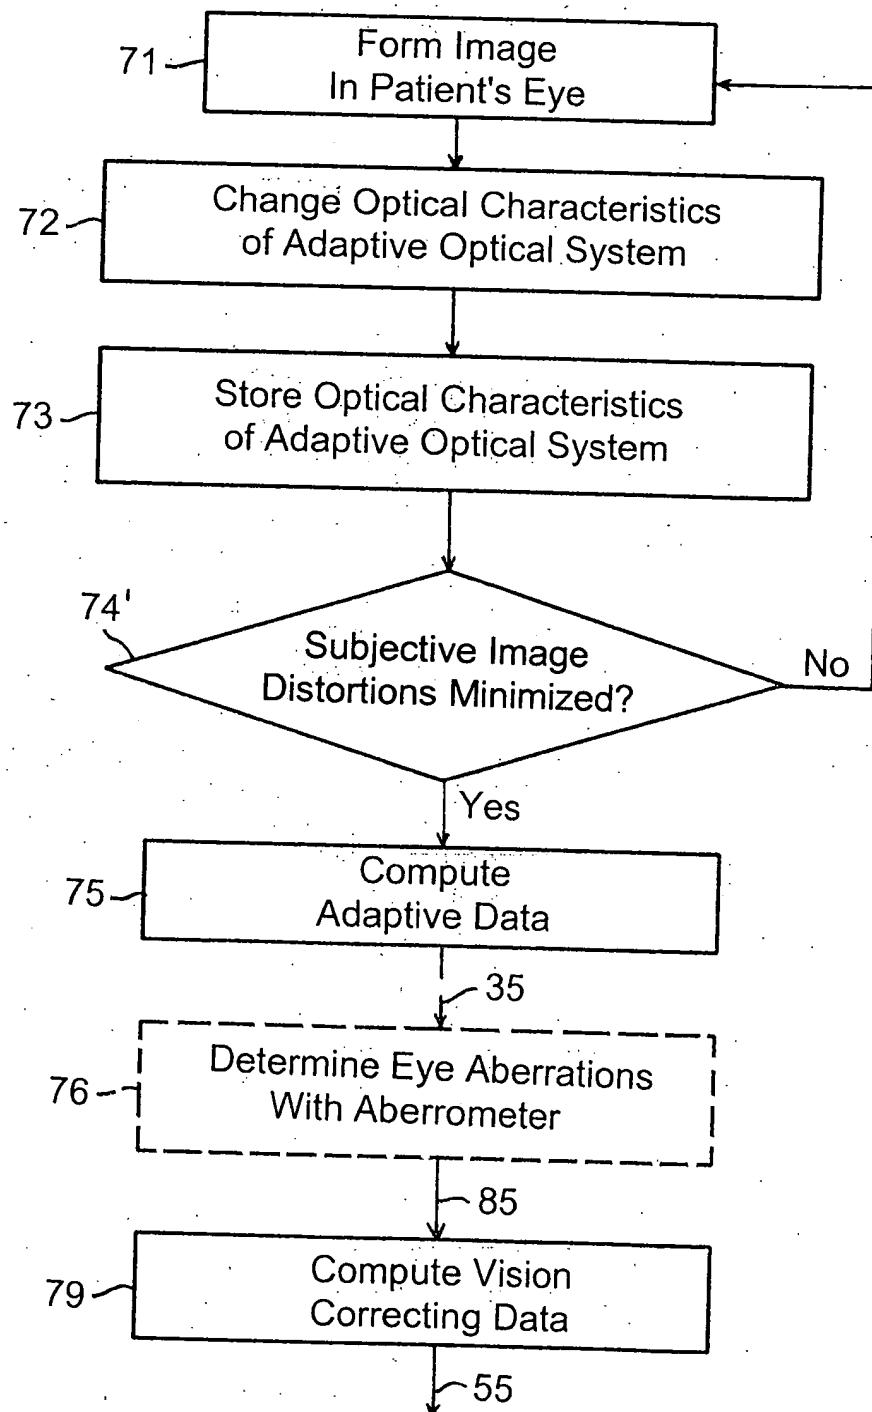 71
Form Image
In Patient's Eye
72
Change Optical Characteristics
of Adaptive Optical System
73
Store Optical Characteristics
of Adaptive Optical System
74'
Subjective Image
Distortions Minimized?
No
Yes
75
Compute
Adaptive Data
35
76
Determine Eye Aberrations
With Aberrometer
85
79
Compute Vision
Correcting Data
55